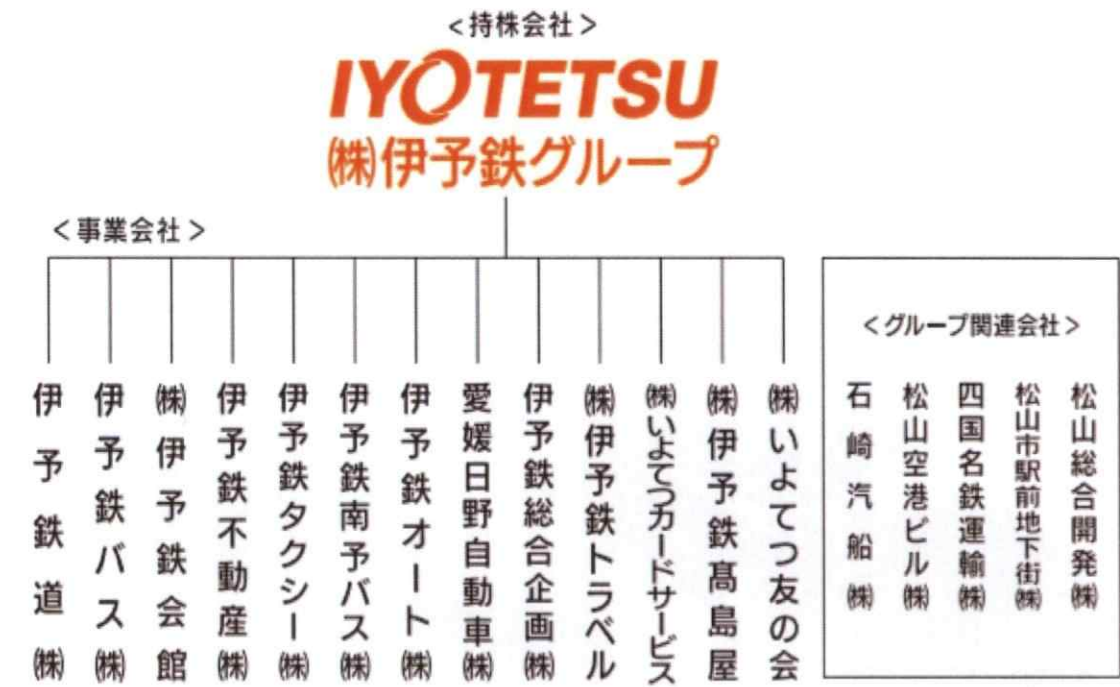 ＜持株会社＞
IYOTETSU
㈱伊予鉄グループ
＜事業会社＞
伊予鉄道㈱
伊予鉄バス㈱
㈱伊予鉄会館
伊予鉄不動産㈱
伊予鉄タクシー㈱
伊予鉄南予バス㈱
伊予鉄オート㈱
愛媛日野自動車㈱
伊予鉄総合企画㈱
㈱伊予鉄トラベル
㈱いよてつカードサービス
㈱伊予鉄髙島屋
㈱いよてつ友の会
＜グループ関連会社＞
石崎汽船㈱
松山空港ビル㈱
四国名鉄運輸㈱
松山市駅前地下街㈱
松山総合開発㈱